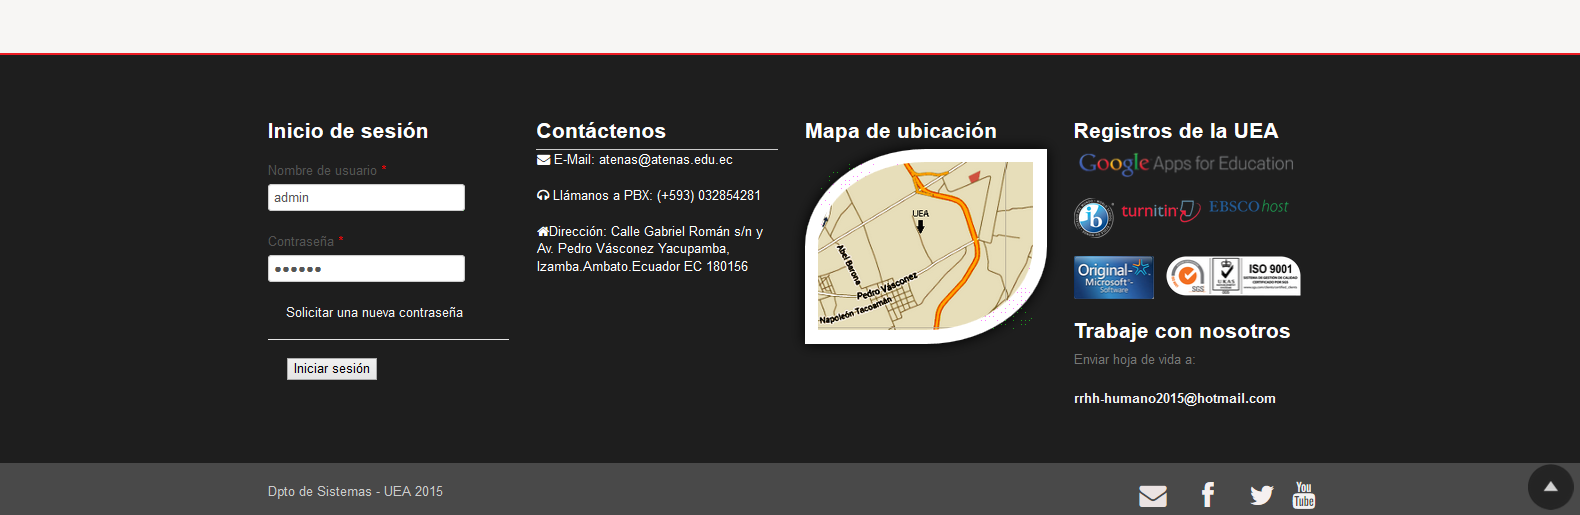 Inicio de sesión
Nombre de usuario *
admin
Contraseña *
••••••
Solicitar una nueva contraseña
Iniciar sesión
Contáctenos
E-Mail: atenas@atenas.edu.ec
Llámanos a PBX: (+593) 032854281
Dirección: Calle Gabriel Román s/n y
Av. Pedro Vásconez Yacupamba,
Izamba.Ambato.Ecuador EC 180156
Mapa de ubicación
UEA
Abel Barona
Pedro Vásconez
Napoleón Tacoamán
Registros de la UEA
Google Apps for Education
ib
turnitin
EBSCO host
Original
Microsoft
Software
SGS
UKAS
ISO 9001
Trabaje con nosotros
Enviar hoja de vida a:
rrhh-humano2015@hotmail.com
Dpto de Sistemas - UEA 2015
You
Tube